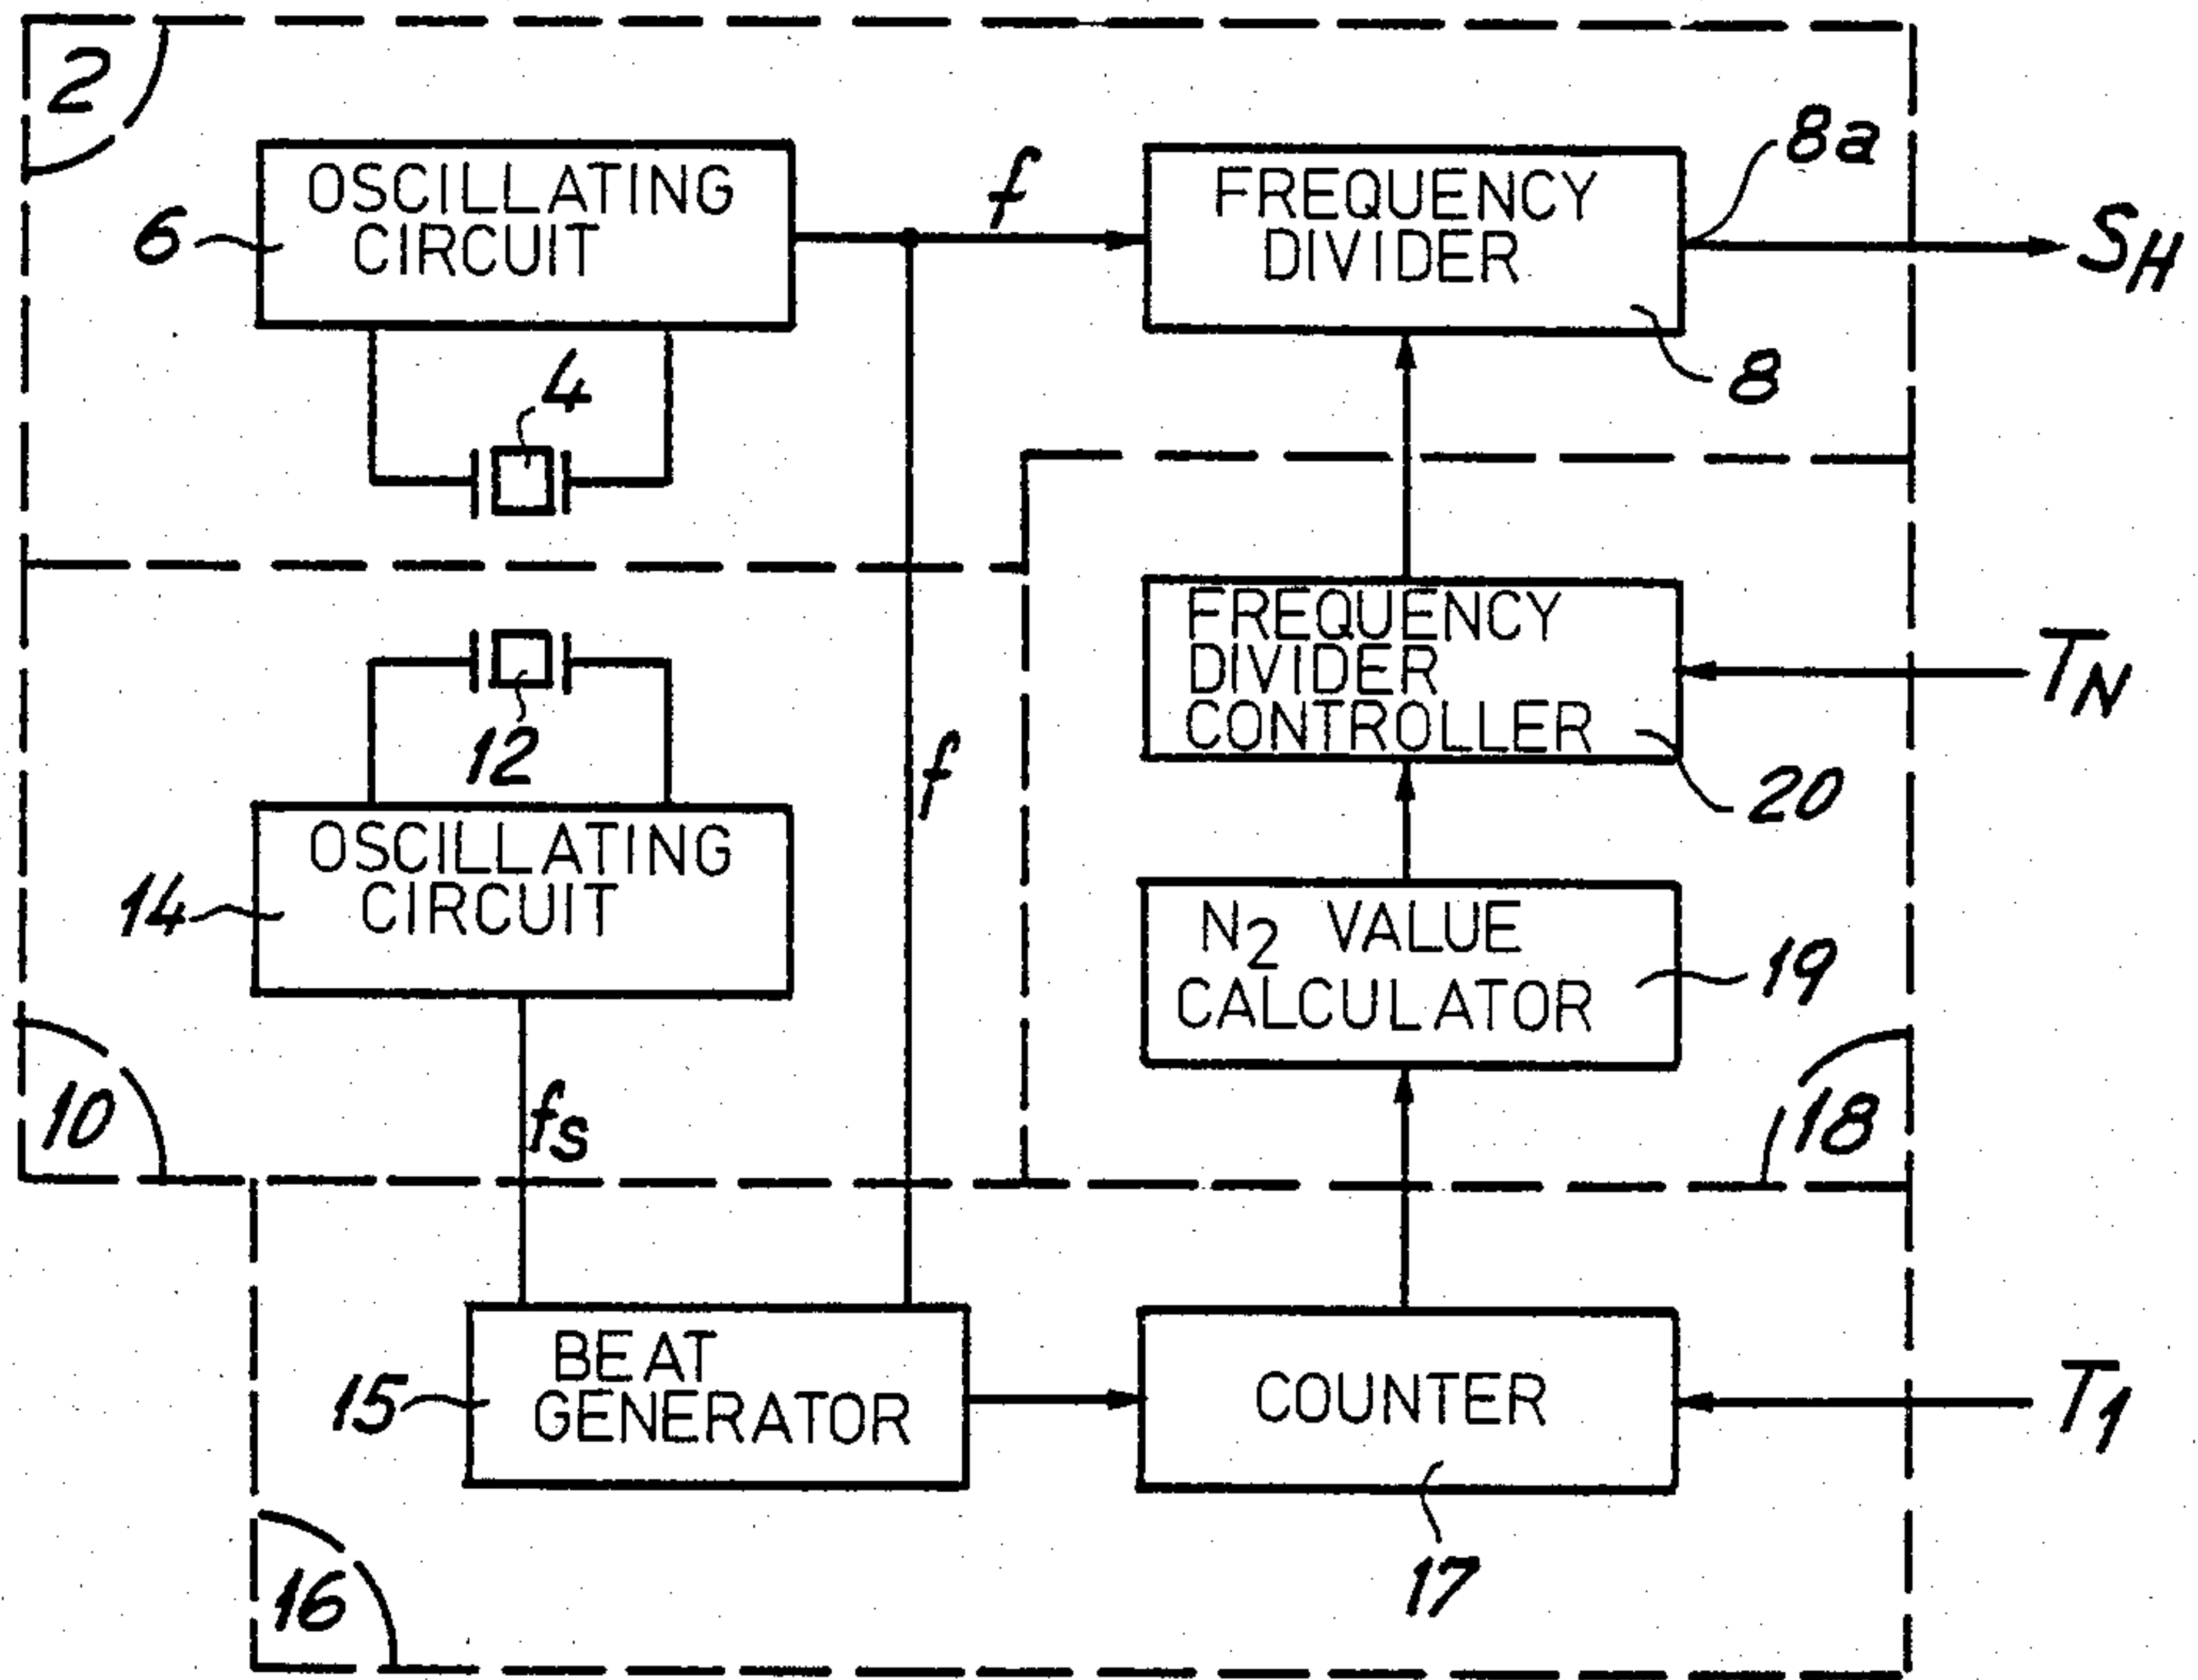 2
OSCILLATING
CIRCUIT
6
f
FREQUENCY
DIVIDER
8a
SH
8
4
12
f
FREQUENCY
DIVIDER
CONTROLLER
TN
20
OSCILLATING
CIRCUIT
14
N2 VALUE
CALCULATOR
19
10
fs
18
BEAT
GENERATOR
15
COUNTER
T1
17
16